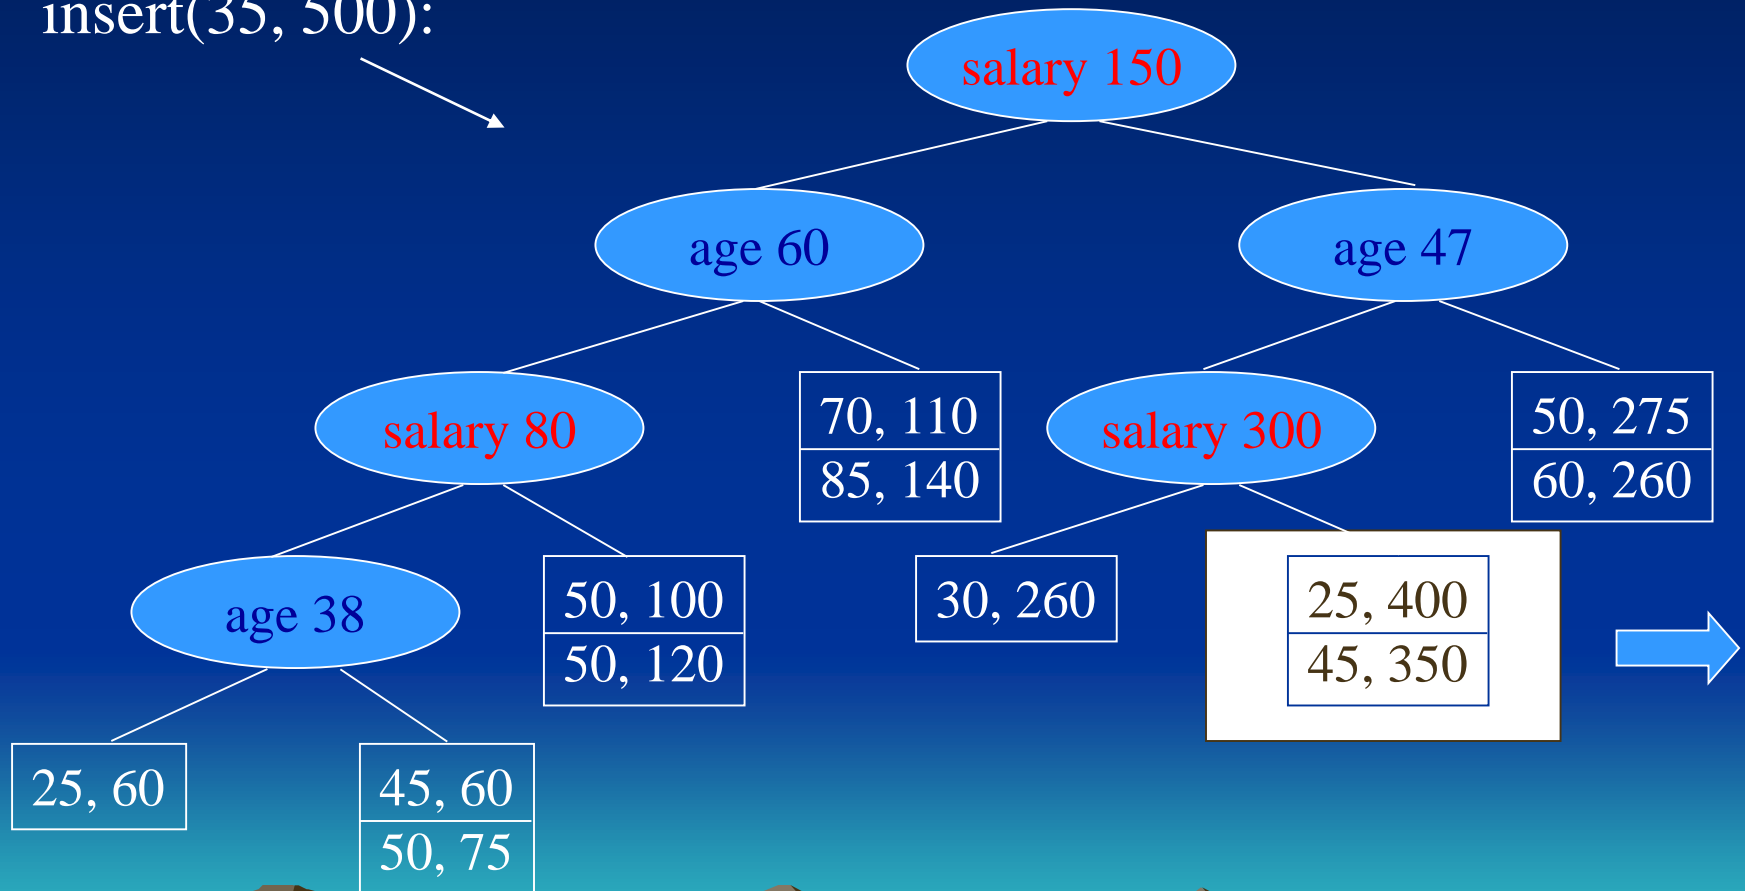 insert(35, 500):
salary 150
age 60
age 47
salary 80
70, 110
85, 140
salary 300
50, 275
60, 260
age 38
50, 100
50, 120
30, 260
25, 400
45, 350
25, 60
45, 60
50, 75